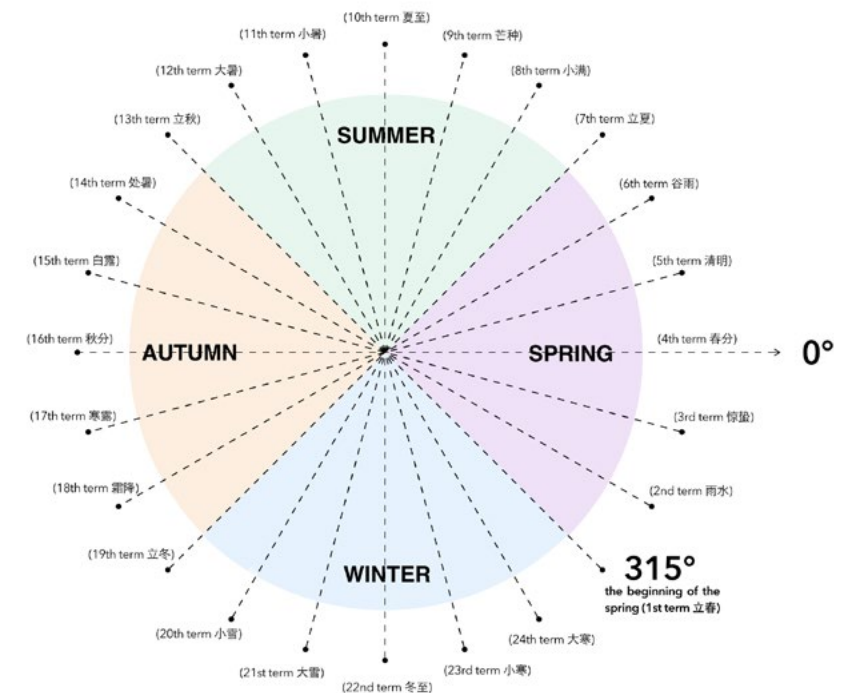 (10th term 夏至)
(11th term 小暑)
(9th term 芒种)
(12th term 大暑)
(8th term 小满)
(13th term 立秋)
(7th term 立夏)
SUMMER
(14th term 处暑)
(6th term 谷雨)
(15th term 白露)
(5th term 清明)
(16th term 秋分)
(4th term 春分)
AUTUMN
SPRING
0°
(17th term 寒露)
(3rd term 惊蛰)
(18th term 霜降)
(2nd term 雨水)
(19th term 立冬)
315°
the beginning of the
spring (1st term 立春)
WINTER
(20th term 小雪)
(24th term 大寒)
(21st term 大雪)
(23rd term 小寒)
(22nd term 冬至)